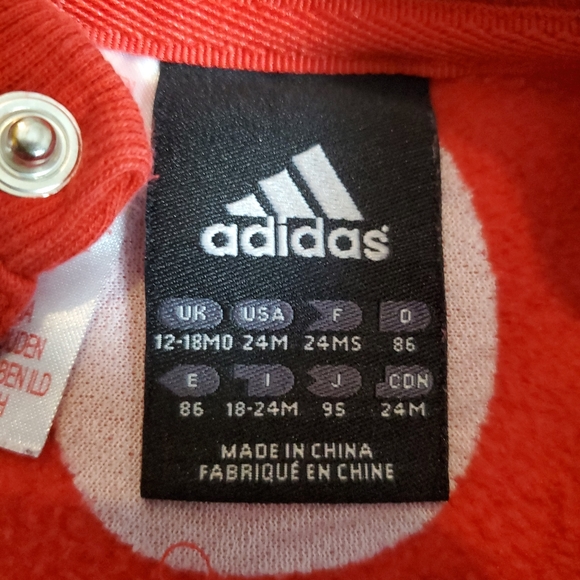 adidas
UK USA F D
12-18MO 24M 24MS 86
E I J CDN
86 18-24M 95 24M
MADE IN CHINA
FABRIQUÉ EN CHINE